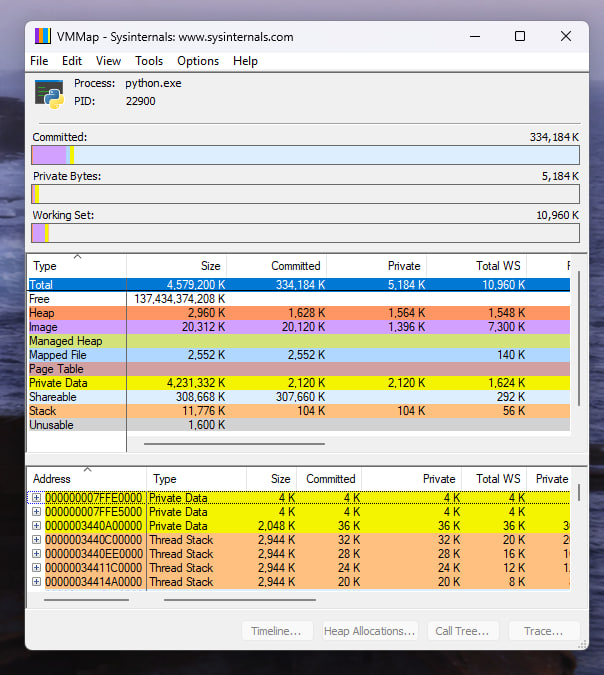 VMMap - Sysinternals: www.sysinternals.com
File Edit View Tools Options Help
Process: python.exe
PID: 22900
Committed: 334,184 K
Private Bytes: 5,184 K
Working Set: 10,960 K
Type Size Committed Private Total WS
Total 4,579,200 K 334,184 K 5,184 K 10,960 K
Free 137,434,374,208 K
Heap 2,960 K 1,628 K 1,564 K 1,548 K
Image 20,312 K 20,120 K 1,396 K 7,300 K
Managed Heap
Mapped File 2,552 K 2,552 K 140 K
Page Table
Private Data 4,231,332 K 2,120 K 2,120 K 1,624 K
Shareable 308,668 K 307,660 K 292 K
Stack 11,776 K 104 K 104 K 56 K
Unusable 1,600 K
Address Type Size Committed Private Total WS Private
000000007FFE0000 Private Data 4 K 4 K 4 K 4 K
000000007FFE5000 Private Data 4 K 4 K 4 K 4 K
0000003440A00000 Private Data 2,048 K 36 K 36 K 36 K
0000003440C00000 Thread Stack 2,944 K 32 K 32 K 20 K
0000003440EE0000 Thread Stack 2,944 K 28 K 28 K 16 K
00000034411C0000 Thread Stack 2,944 K 24 K 24 K 12 K
00000034414A0000 Thread Stack 2,944 K 20 K 20 K 8 K
Timeline... Heap Allocations... Call Tree... Trace...